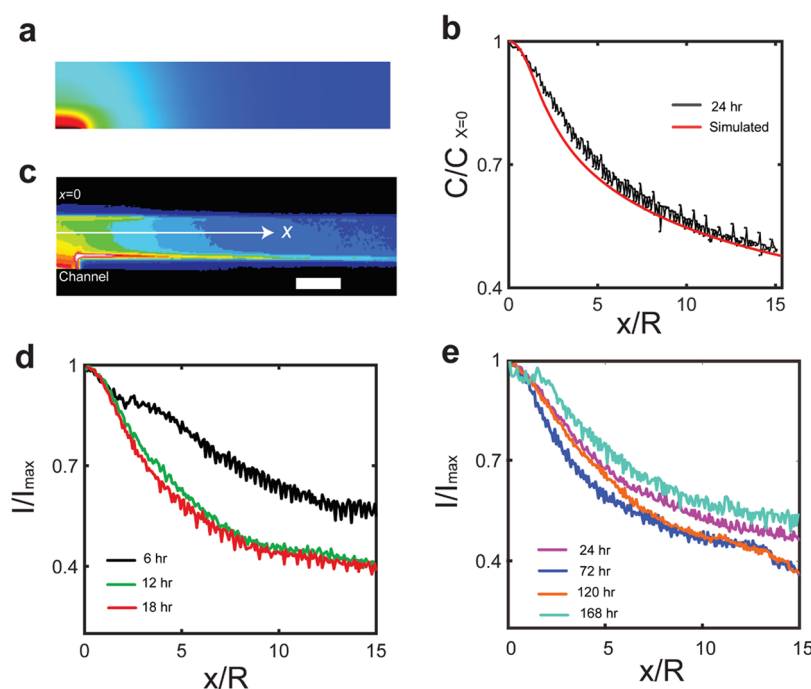 a
b
c
x=0
x
Channel
1
0.7
0.4
C/C X=0
24 hr
Simulated
0
5
10
15
x/R
d
1
0.7
0.4
I/Imax
6 hr
12 hr
18 hr
0
5
10
15
x/R
e
1
0.7
0.4
I/Imax
24 hr
72 hr
120 hr
168 hr
0
5
10
15
x/R